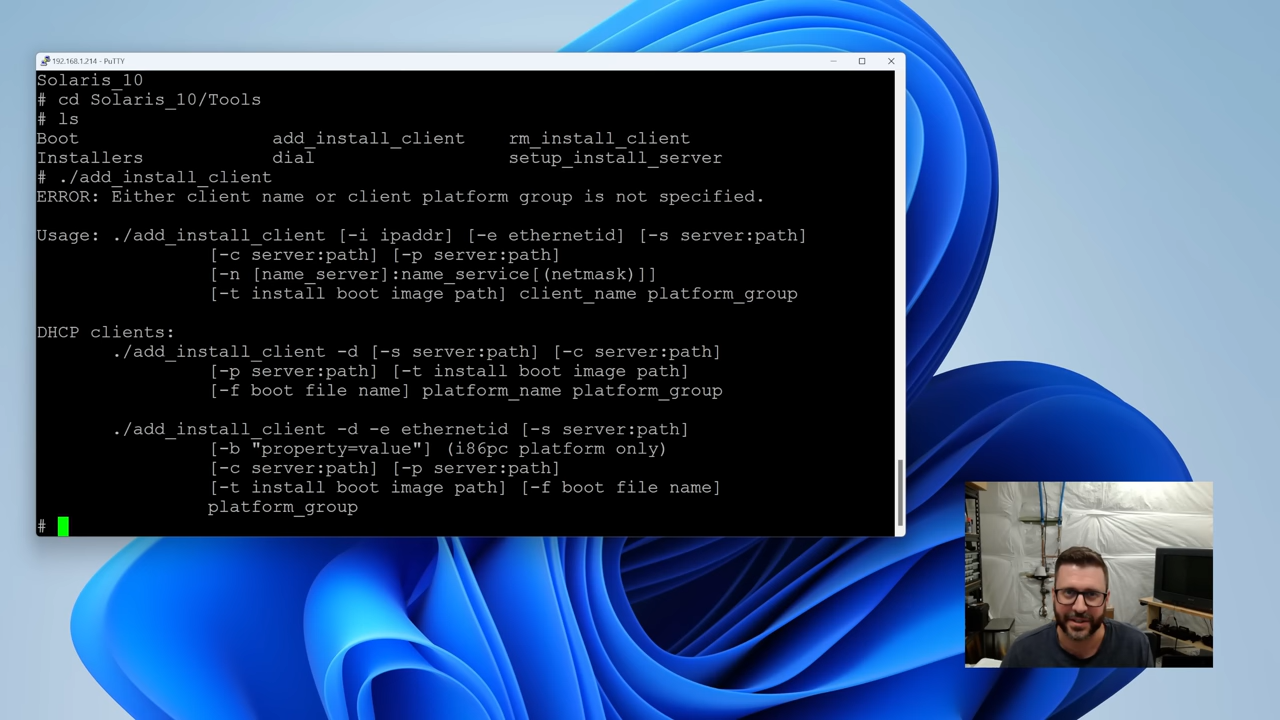 192.168.1.214 - PuTTY
Solaris_10
# cd Solaris_10/Tools
# ls
Boot add_install_client rm_install_client
Installers dial setup_install_server
# ./add_install_client
ERROR: Either client name or client platform group is not specified.
Usage: ./add_install_client [-i ipaddr] [-e ethernetid] [-s server:path]
[-c server:path] [-p server:path]
[-n [name_server]:name_service[(netmask)]]
[-t install boot image path] client_name platform_group
DHCP clients:
./add_install_client -d [-s server:path] [-c server:path]
[-p server:path] [-t install boot image path]
[-f boot file name] platform_name platform_group
./add_install_client -d -e ethernetid [-s server:path]
[-b "property=value"] (i86pc platform only)
[-c server:path] [-p server:path]
[-t install boot image path] [-f boot file name]
platform_group
#